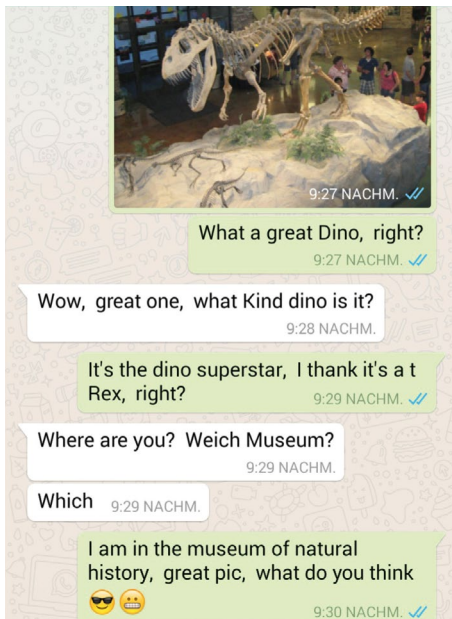 9:27 NACHM.
What a great Dino, right?
9:27 NACHM.
Wow, great one, what Kind dino is it?
9:28 NACHM.
It's the dino superstar, I thank it's a t
Rex, right?
9:29 NACHM.
Where are you? Weich Museum?
9:29 NACHM.
Which
9:29 NACHM.
I am in the museum of natural
history, great pic, what do you think
😎😬
9:30 NACHM.